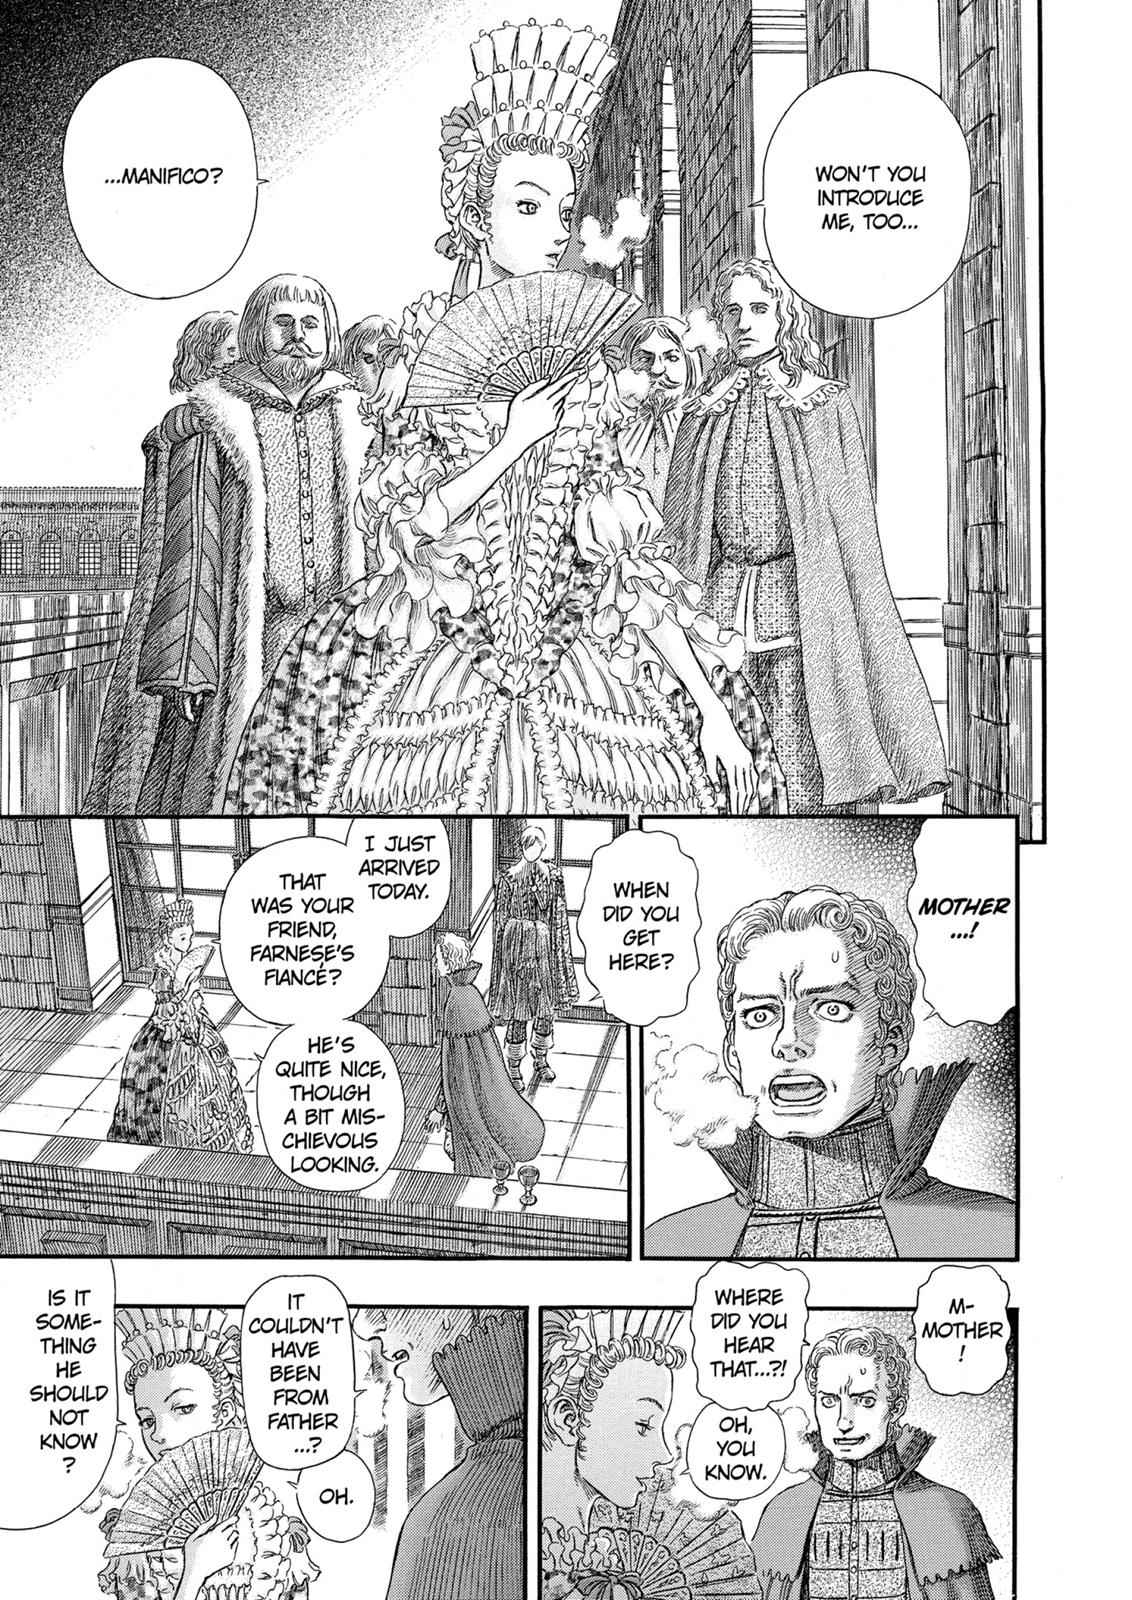 WON'T YOU
INTRODUCE
ME, TOO...
...MANIFICO?
MOTHER
...!
WHEN
DID YOU
GET
HERE?
I JUST
ARRIVED
TODAY.
THAT
WAS YOUR
FRIEND,
FARNESE'S
FIANCÉ?
HE'S
QUITE NICE,
THOUGH
A BIT MIS-
CHIEVOUS
LOOKING.
M-
MOTHER
!
WHERE
DID YOU
HEAR
THAT...?!
OH,
YOU
KNOW.
IT
COULDN'T
HAVE
BEEN
FROM
FATHER
...?
OH.
IS IT
SOME-
THING
HE
SHOULD
NOT
KNOW
?